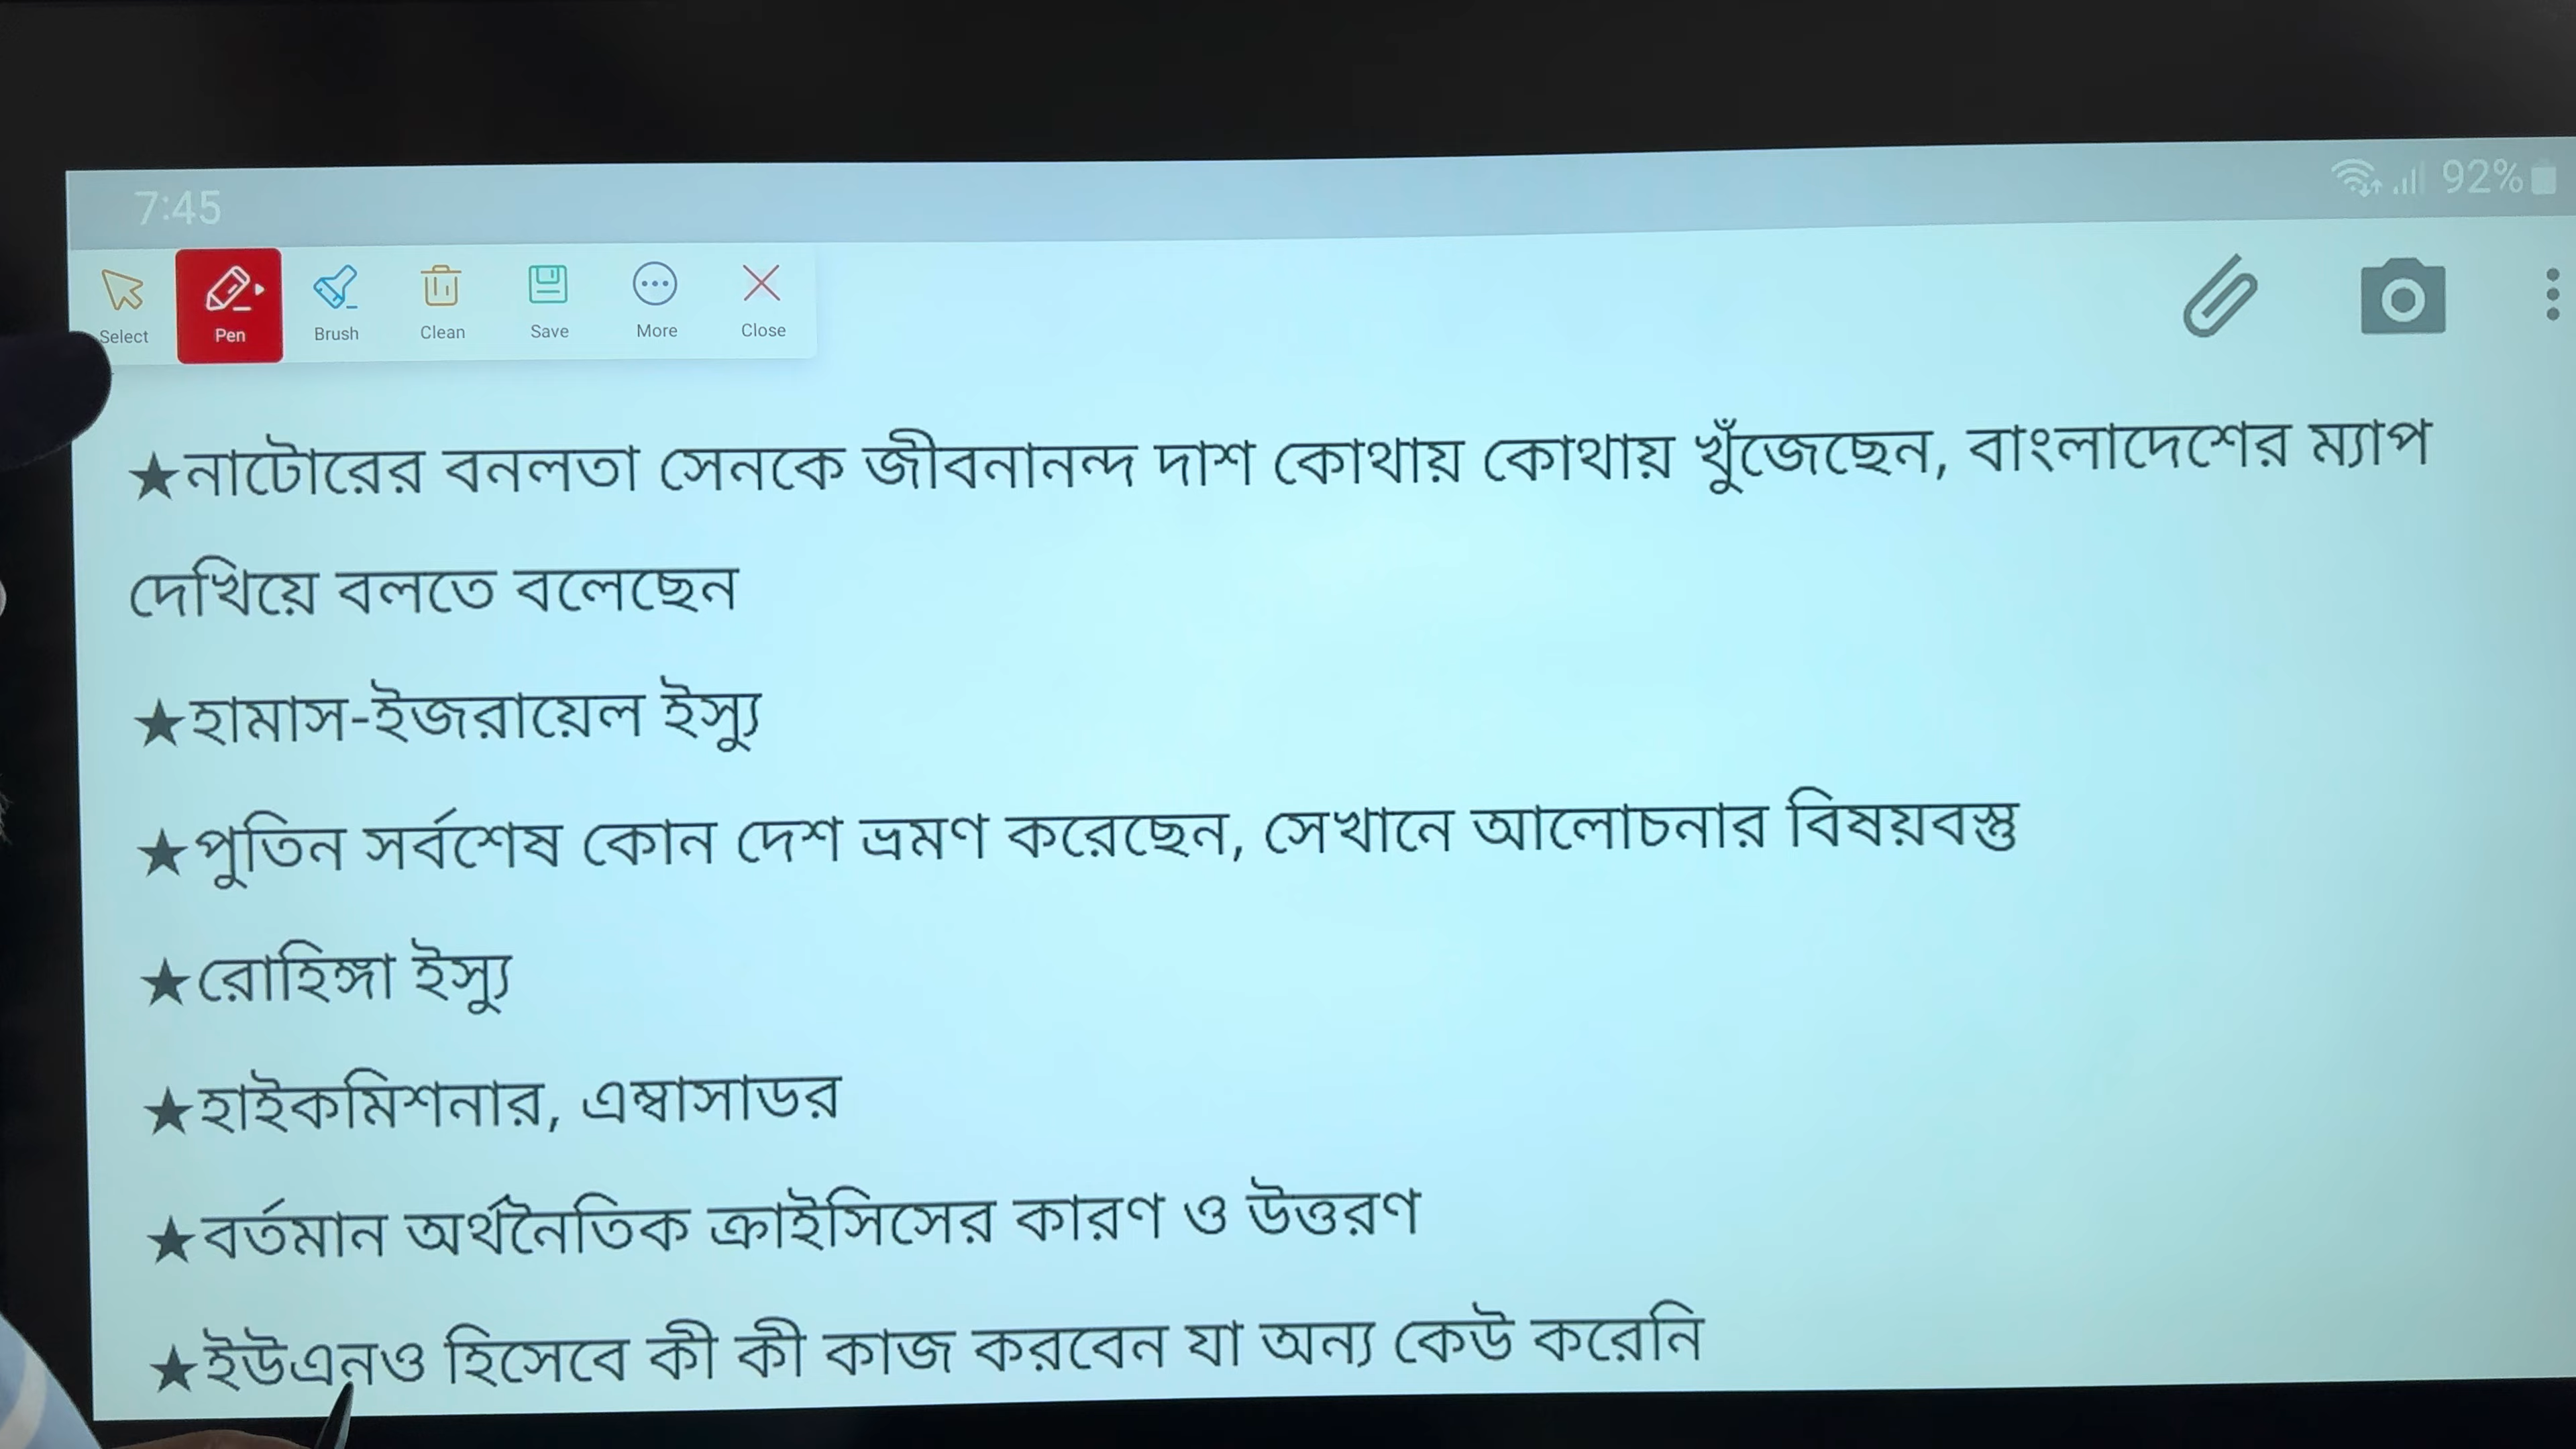 7:45
92%
Select Pen Brush Clean Save More Close
★নাটোরের বনলতা সেনকে জীবনানন্দ দাশ কোথায় কোথায় খুঁজেছেন, বাংলাদেশের ম্যাপ
দেখিয়ে বলতে বলেছেন
★হামাস-ইজরায়েল ইস্যু
★পুতিন সর্বশেষ কোন দেশ ভ্রমণ করেছেন, সেখানে আলোচনার বিষয়বস্তু
★রোহিঙ্গা ইস্যু
★হাইকমিশনার, এম্বাসাডর
★বর্তমান অর্থনৈতিক ক্রাইসিসের কারণ ও উত্তরণ
★ইউএনও হিসেবে কী কী কাজ করবেন যা অন্য কেউ করেনি